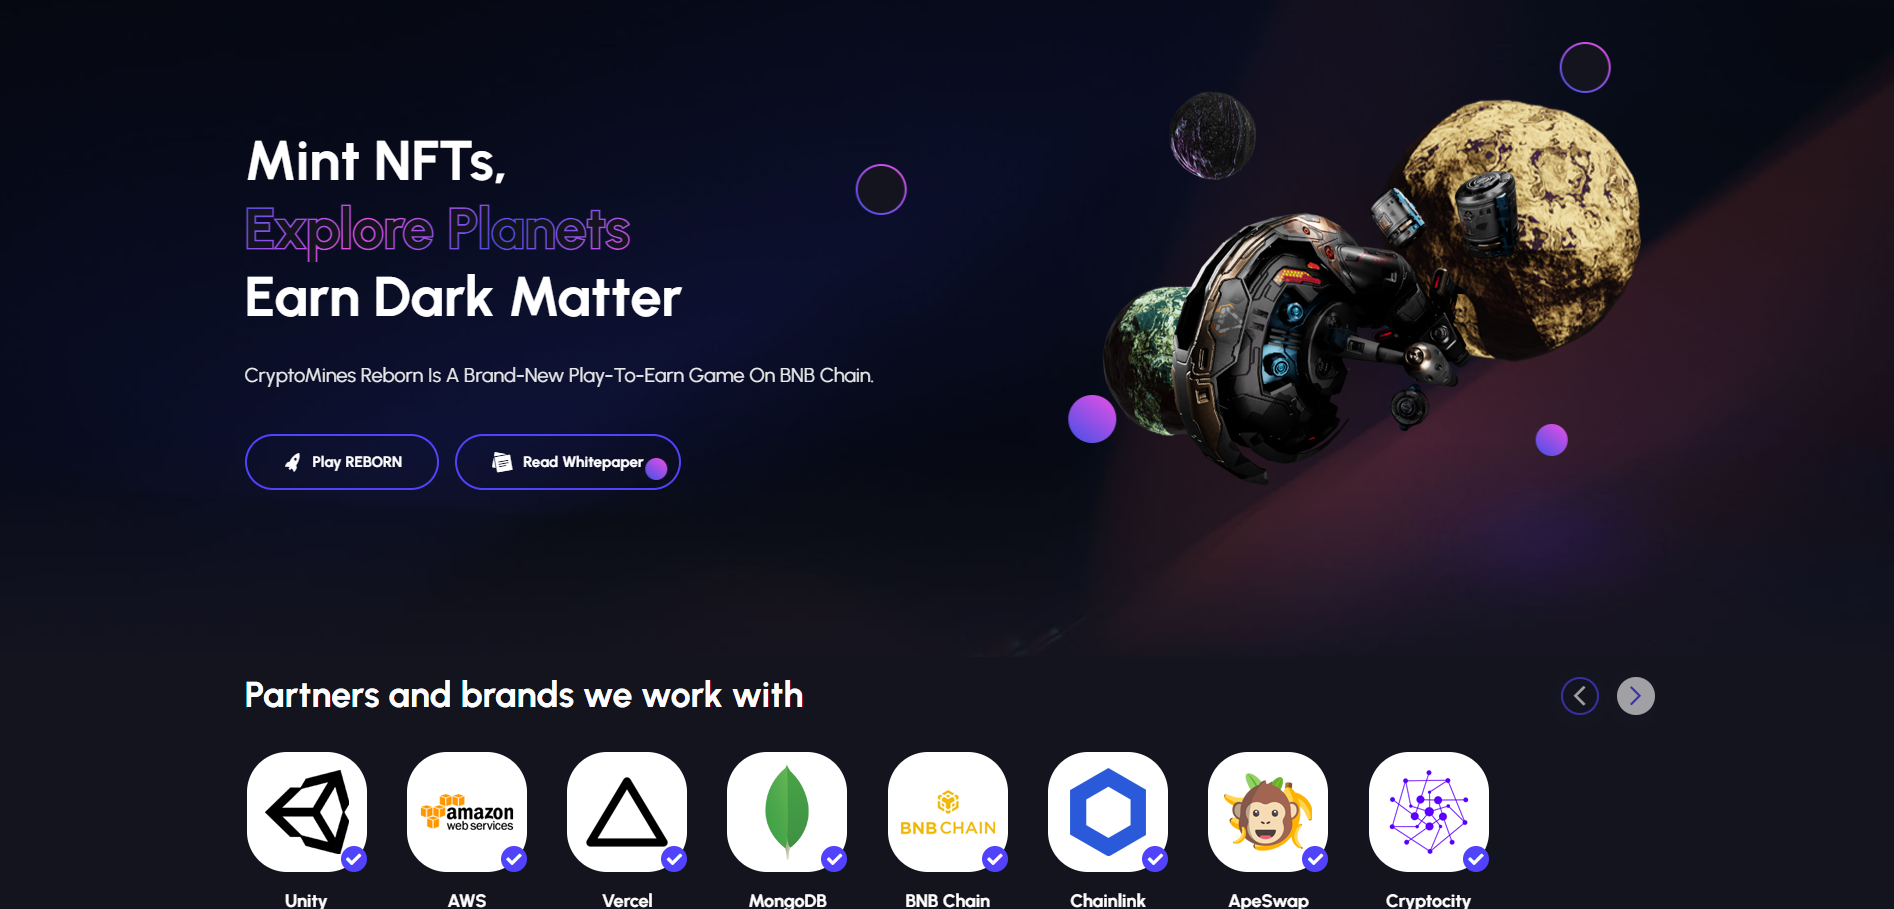 Mint NFTs,
Explore Planets
Earn Dark Matter
CryptoMines Reborn Is A Brand-New Play-To-Earn Game On BNB Chain.
Play REBORN
Read Whitepaper
Partners and brands we work with
amazon
web services
BNB CHAIN
Unity
AWS
Vercel
MongoDB
BNB Chain
Chainlink
ApeSwap
Cryptocity